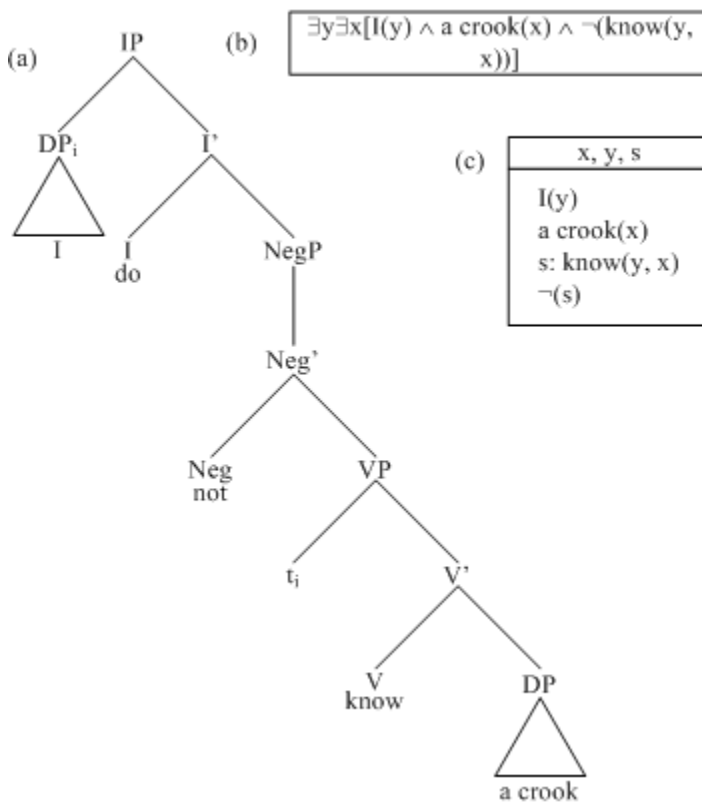 (a)
IP
DPᵢ
I'
I
I
do
NegP
Neg'
Neg
not
VP
tᵢ
V'
V
know
DP
a crook
(b)
∃y∃x[I(y) ∧ a crook(x) ∧ ¬(know(y,
x))]
(c)
x, y, s
I(y)
a crook(x)
s: know(y, x)
¬(s)